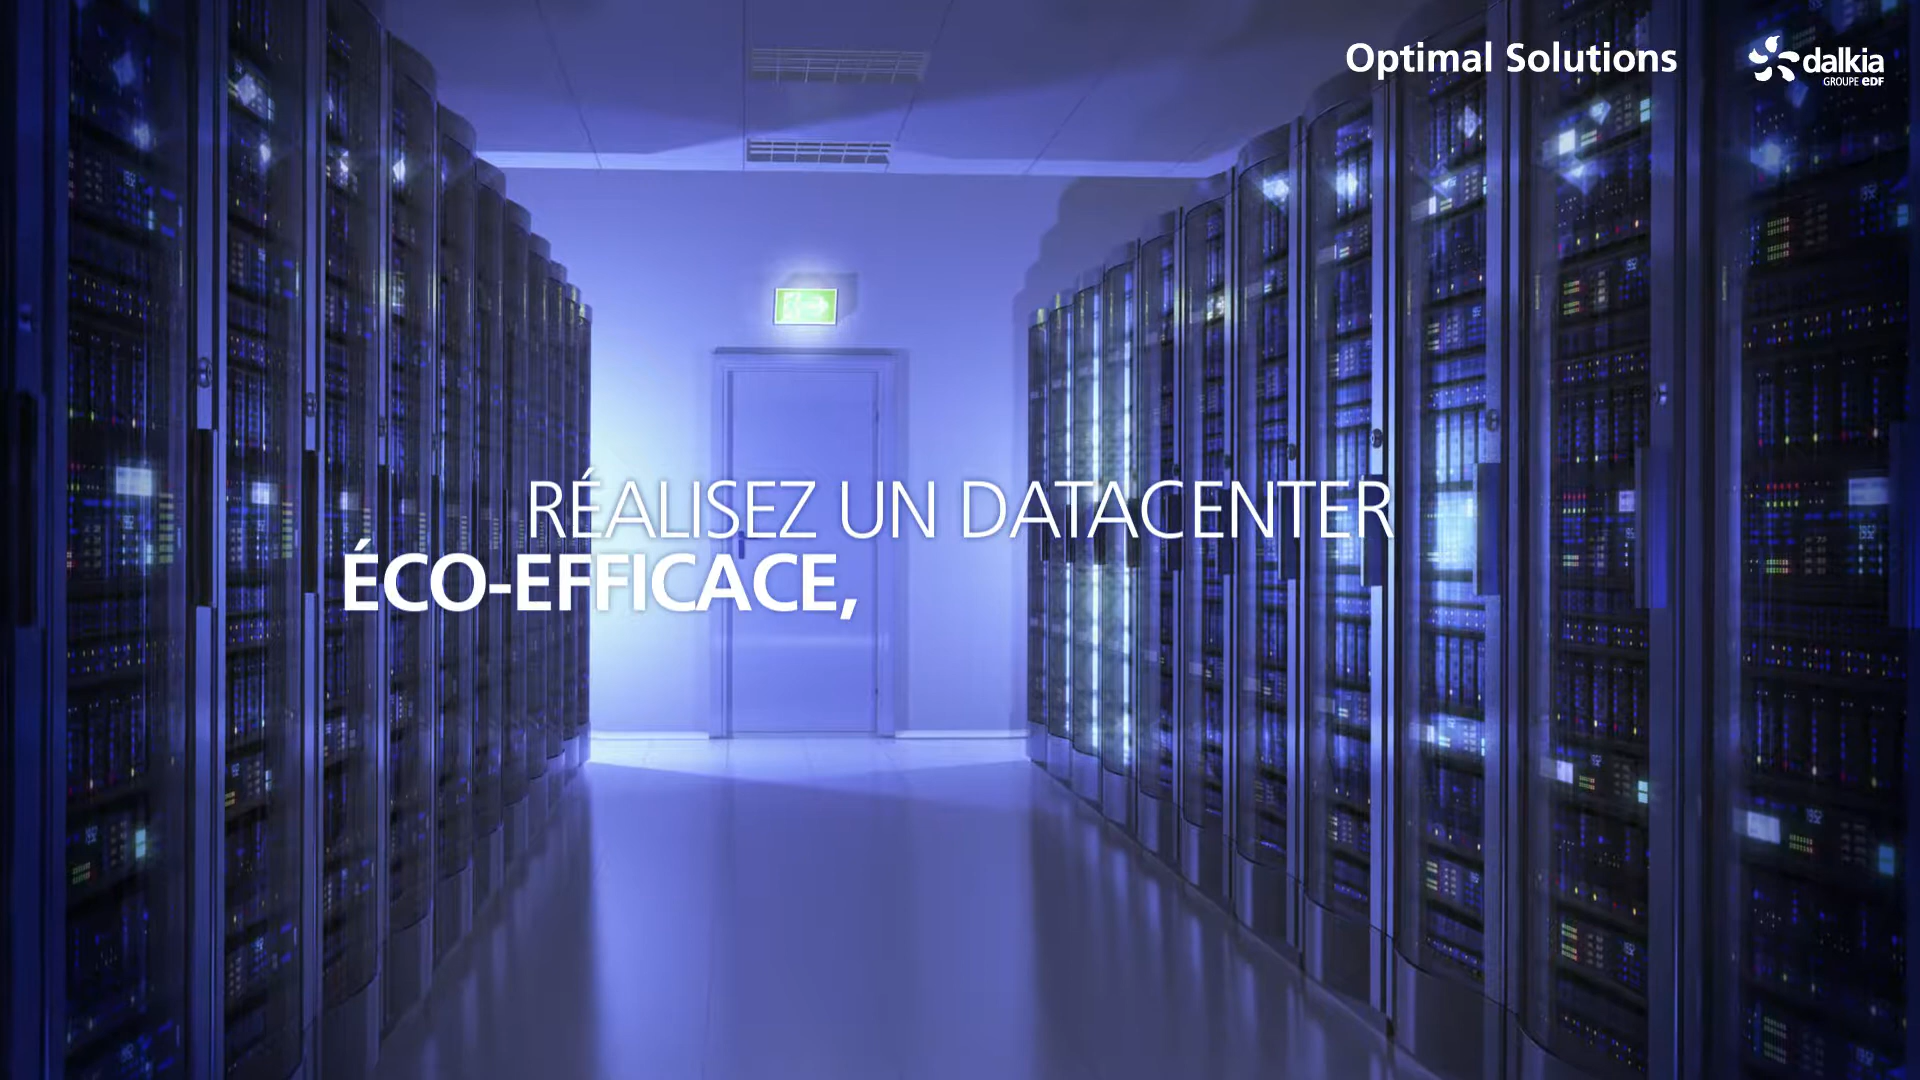 Optimal Solutions
dalkia
GROUPE eDF
RÉALISEZ UN DATACENTER
ÉCO-EFFICACE,